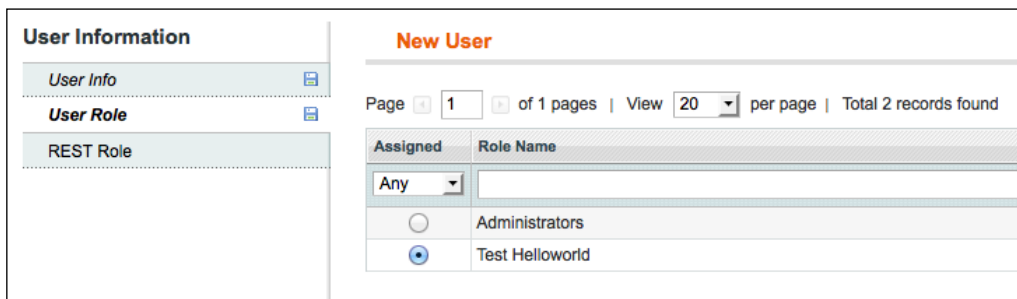 User Information
User Info
User Role
REST Role
New User
Page 1 of 1 pages | View 20 per page | Total 2 records found
Assigned Role Name
Any
Administrators
Test Helloworld